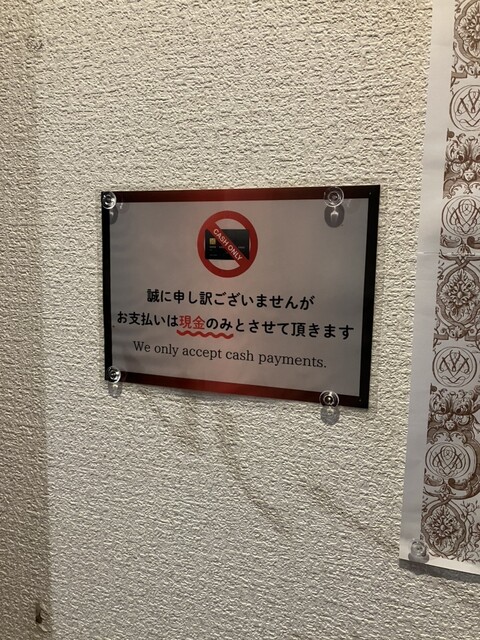 CASH ONLY
誠に申し訳ございませんが
お支払いは現金のみとさせて頂きます
We only accept cash payments.